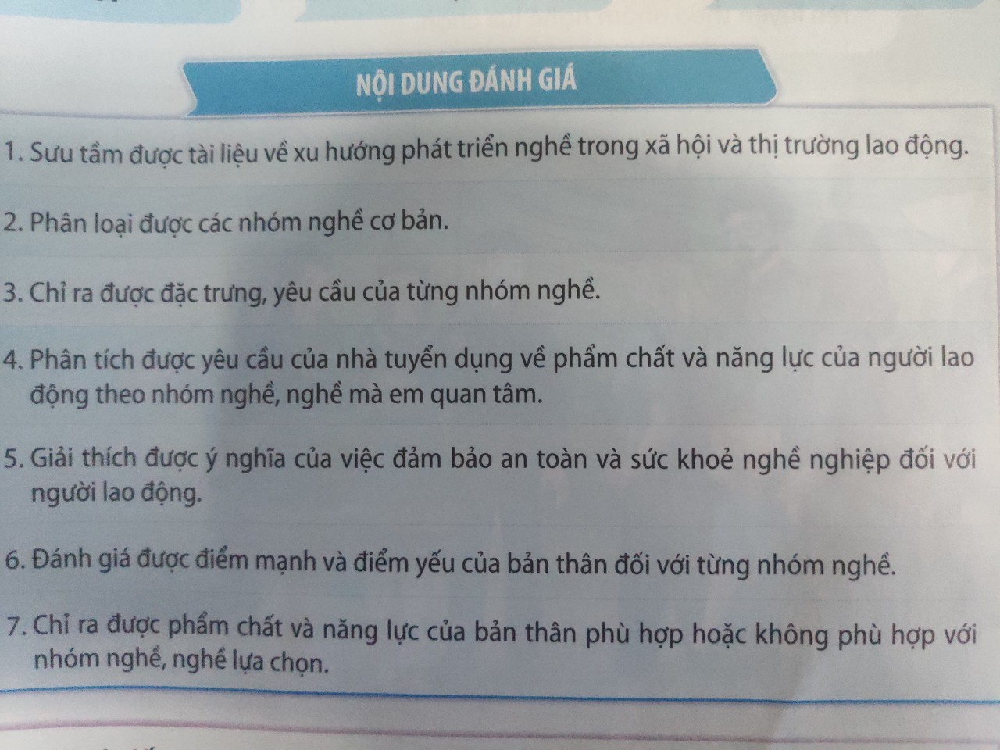 NỘI DUNG ĐÁNH GIÁ
1. Sưu tầm được tài liệu về xu hướng phát triển nghề trong xã hội và thị trường lao động.
2. Phân loại được các nhóm nghề cơ bản.
3. Chỉ ra được đặc trưng, yêu cầu của từng nhóm nghề.
4. Phân tích được yêu cầu của nhà tuyển dụng về phẩm chất và năng lực của người lao
động theo nhóm nghề, nghề mà em quan tâm.
5. Giải thích được ý nghĩa của việc đảm bảo an toàn và sức khoẻ nghề nghiệp đối với
người lao động.
6. Đánh giá được điểm mạnh và điểm yếu của bản thân đối với từng nhóm nghề.
7. Chỉ ra được phẩm chất và năng lực của bản thân phù hợp hoặc không phù hợp với
nhóm nghề, nghề lựa chọn.